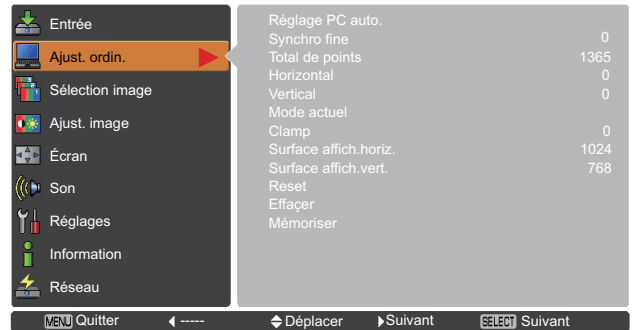 Entrée
Ajust. ordin.
Sélection image
Ajust. image
Écran
Son
Réglages
Information
Réseau
Réglage PC auto.
Synchro fine 0
Total de points 1365
Horizontal 0
Vertical 0
Mode actuel
Clamp 0
Surface affich.horiz. 1024
Surface affich.vert. 768
Reset
Effaçer
Mémoriser
MENU Quitter ----- Déplacer Suivant SELECT Suivant